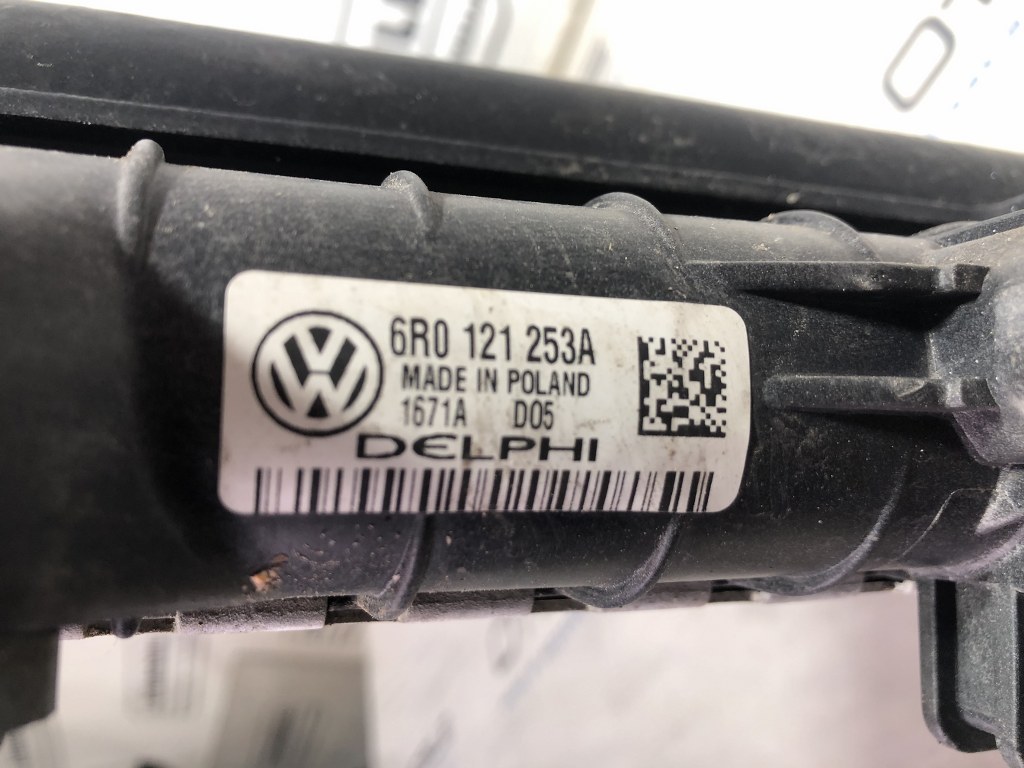 6R0 121 253A
MADE IN POLAND
1671A D05
DELPHI